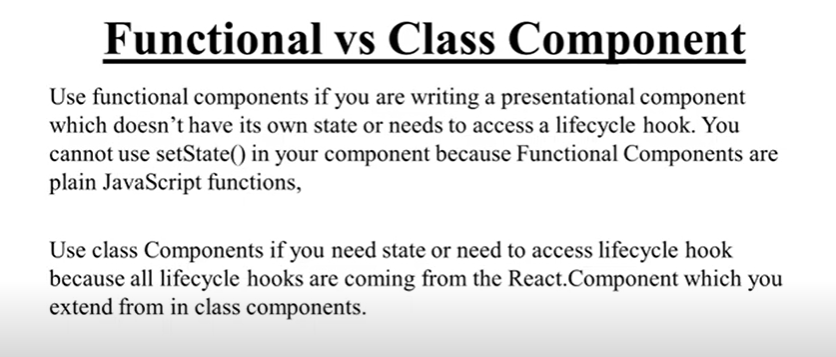 Functional vs Class Component
Use functional components if you are writing a presentational component
which doesn’t have its own state or needs to access a lifecycle hook. You
cannot use setState() in your component because Functional Components are
plain JavaScript functions,
Use class Components if you need state or need to access lifecycle hook
because all lifecycle hooks are coming from the React.Component which you
extend from in class components.